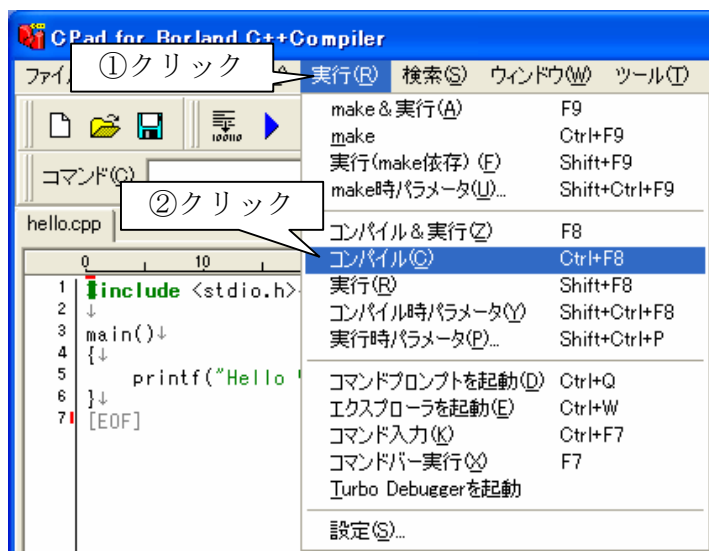 CPad for Borland C++Compiler
①クリック
ファイ
実行(R) 検索(S) ウィンドウ(W) ツール(T)
make&実行(A) F9
make Ctrl+F9
実行(make依存) (F) Shift+F9
make時パラメータ(U)... Shift+Ctrl+F9
コマンド(C)
②クリック
コンパイル&実行(Z) F8
コンパイル(C) Ctrl+F8
実行(R) Shift+F8
コンパイル時パラメータ(Y) Shift+Ctrl+F8
実行時パラメータ(P)... Shift+Ctrl+P
コマンドプロンプトを起動(D) Ctrl+Q
エクスプローラを起動(E) Ctrl+W
コマンド入力(K) Ctrl+F7
コマンドバー実行(X) F7
Turbo Debuggerを起動
設定(S)...
hello.cpp
0 10
1 #include <stdio.h>
2 ↓
3 main()↓
4 {↓
5 printf("Hello
6 }↓
7 [EOF]